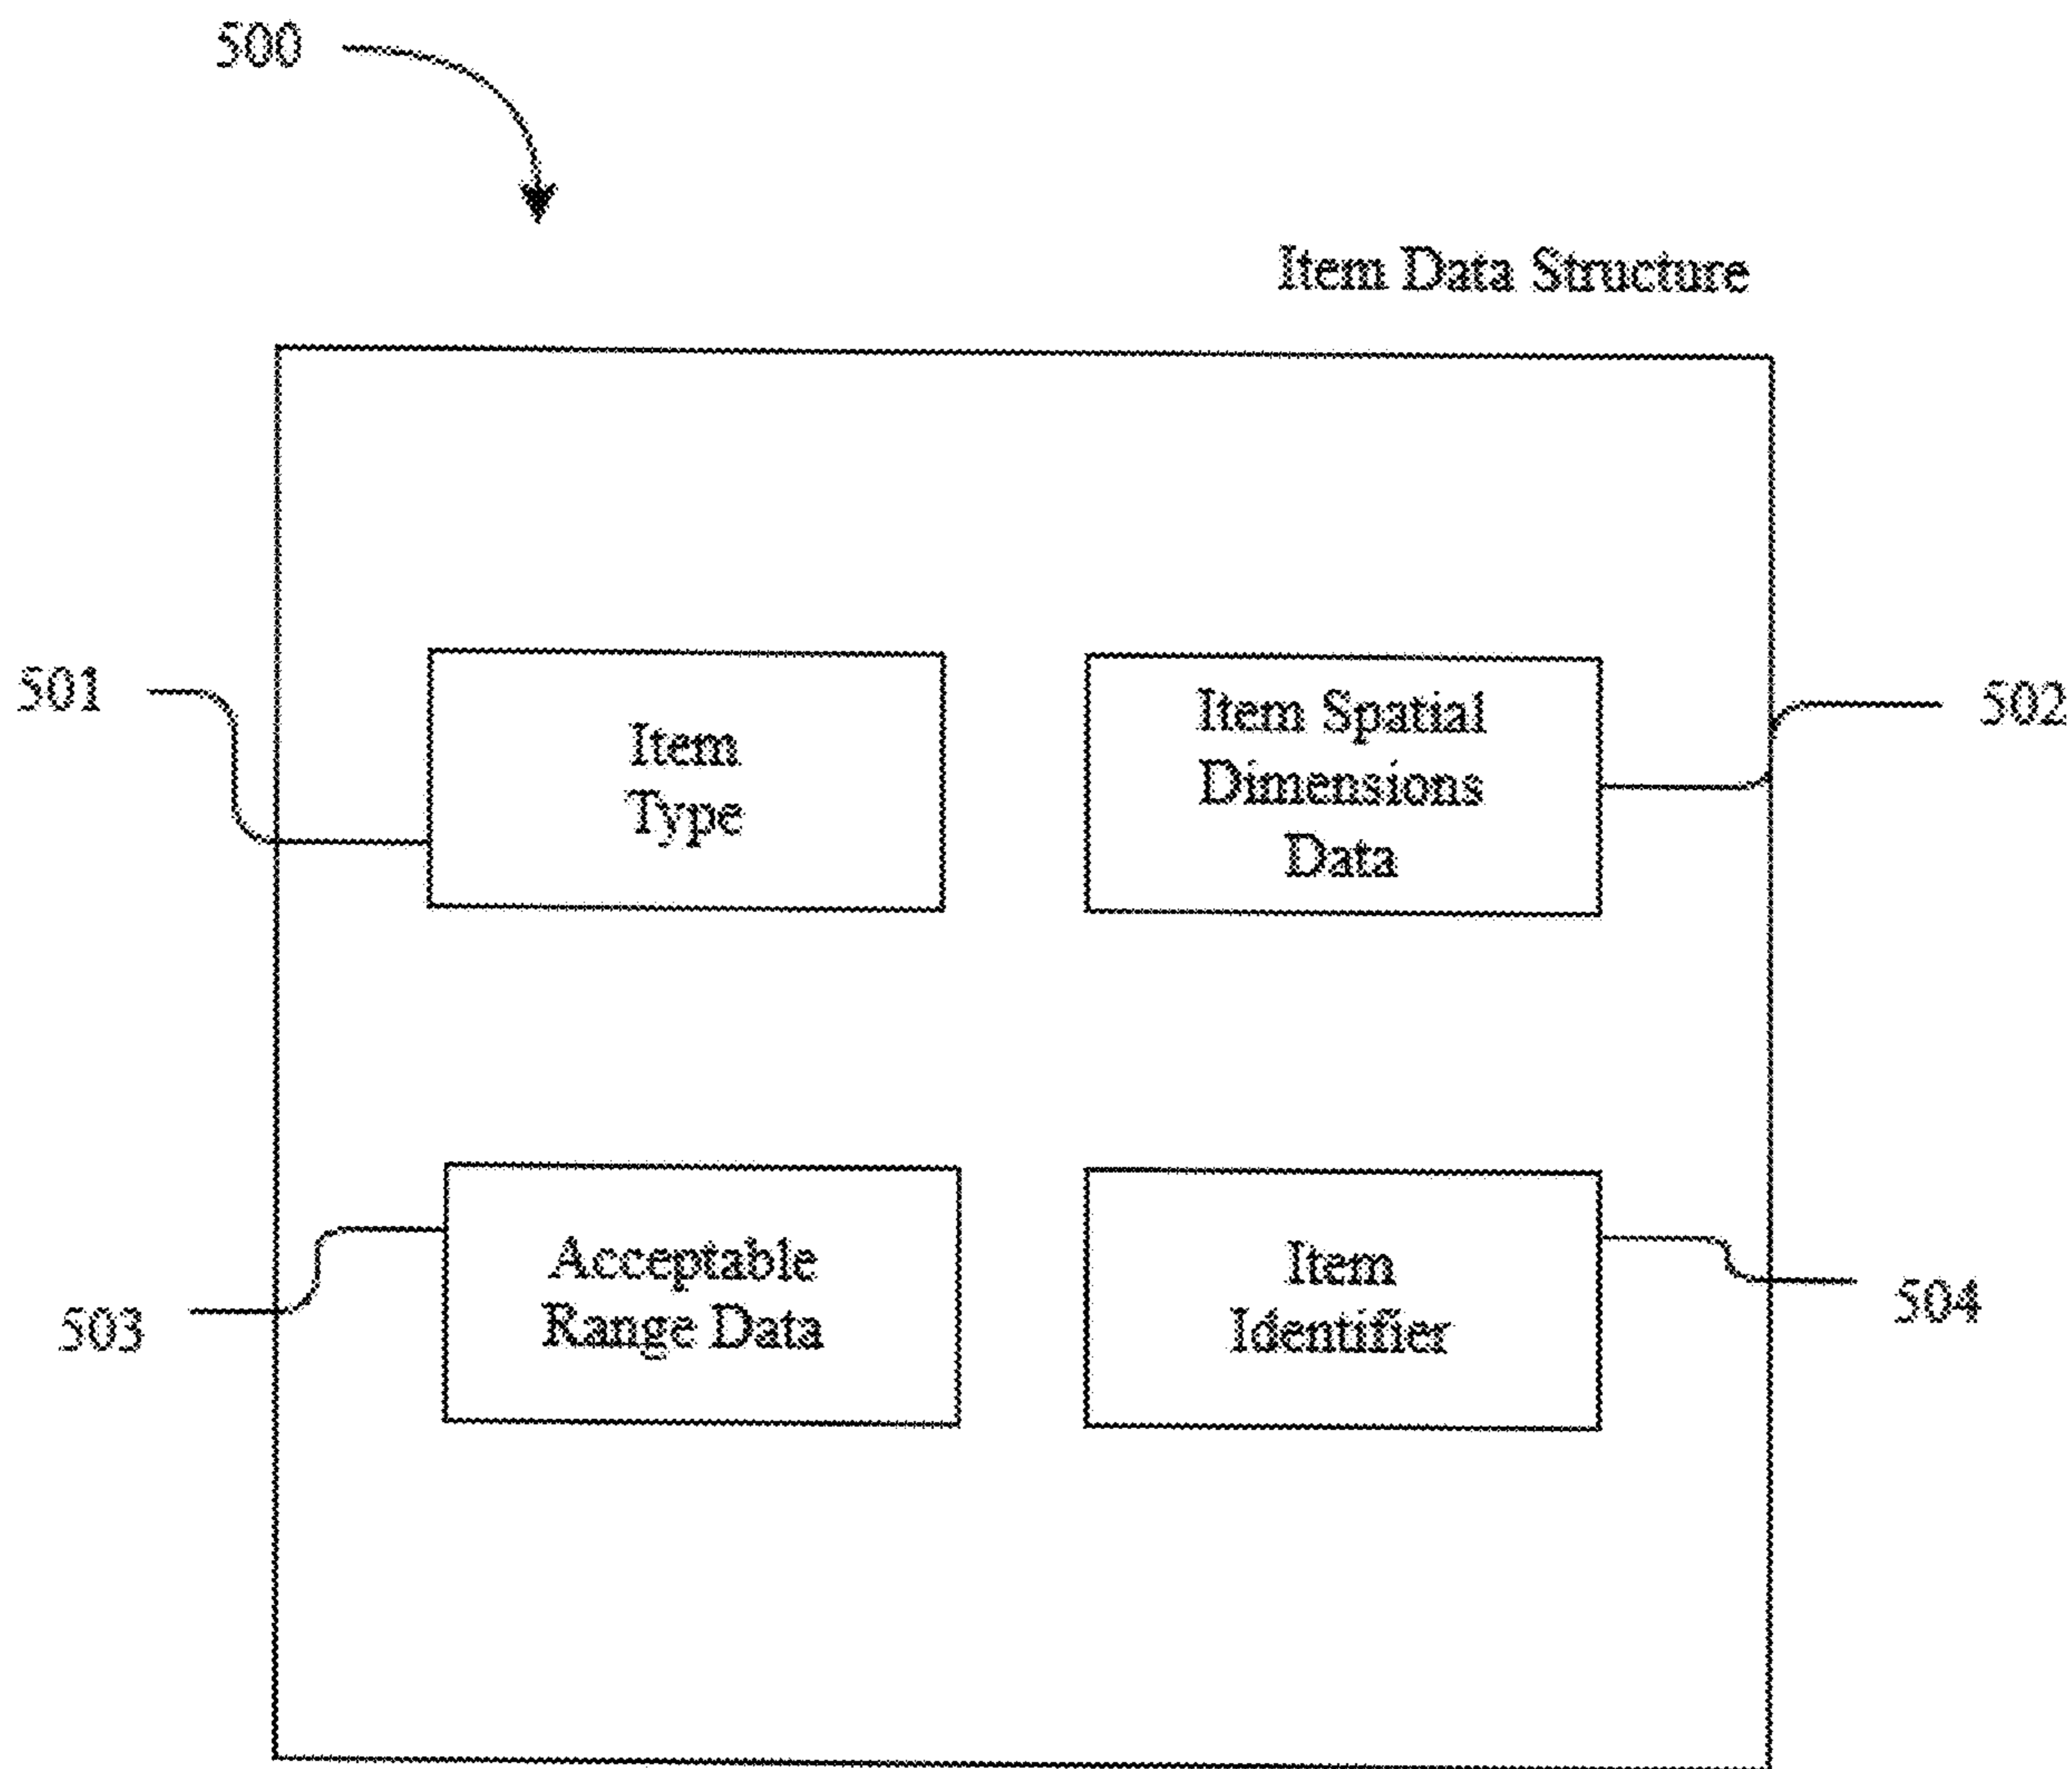 500
Item Data Structure
501
Item
Type
Item Spatial
Dimensions
Data
502
503
Acceptable
Range Data
Item
Identifier
504